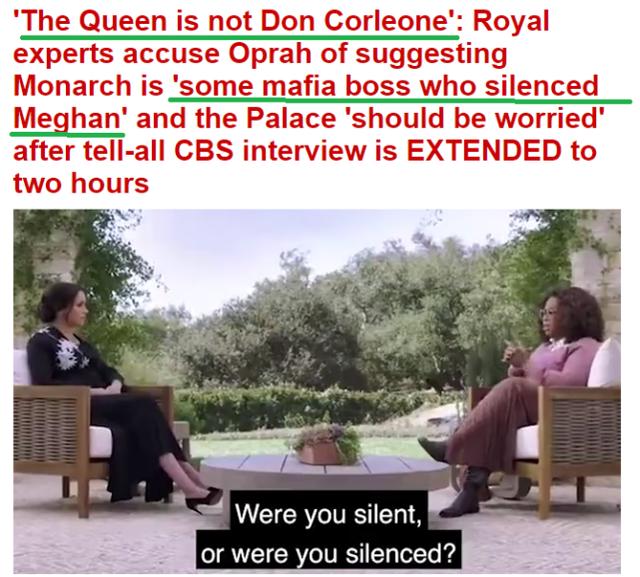 'The Queen is not Don Corleone': Royal
experts accuse Oprah of suggesting
Monarch is 'some mafia boss who silenced
Meghan' and the Palace 'should be worried'
after tell-all CBS interview is EXTENDED to
two hours
Were you silent,
or were you silenced?